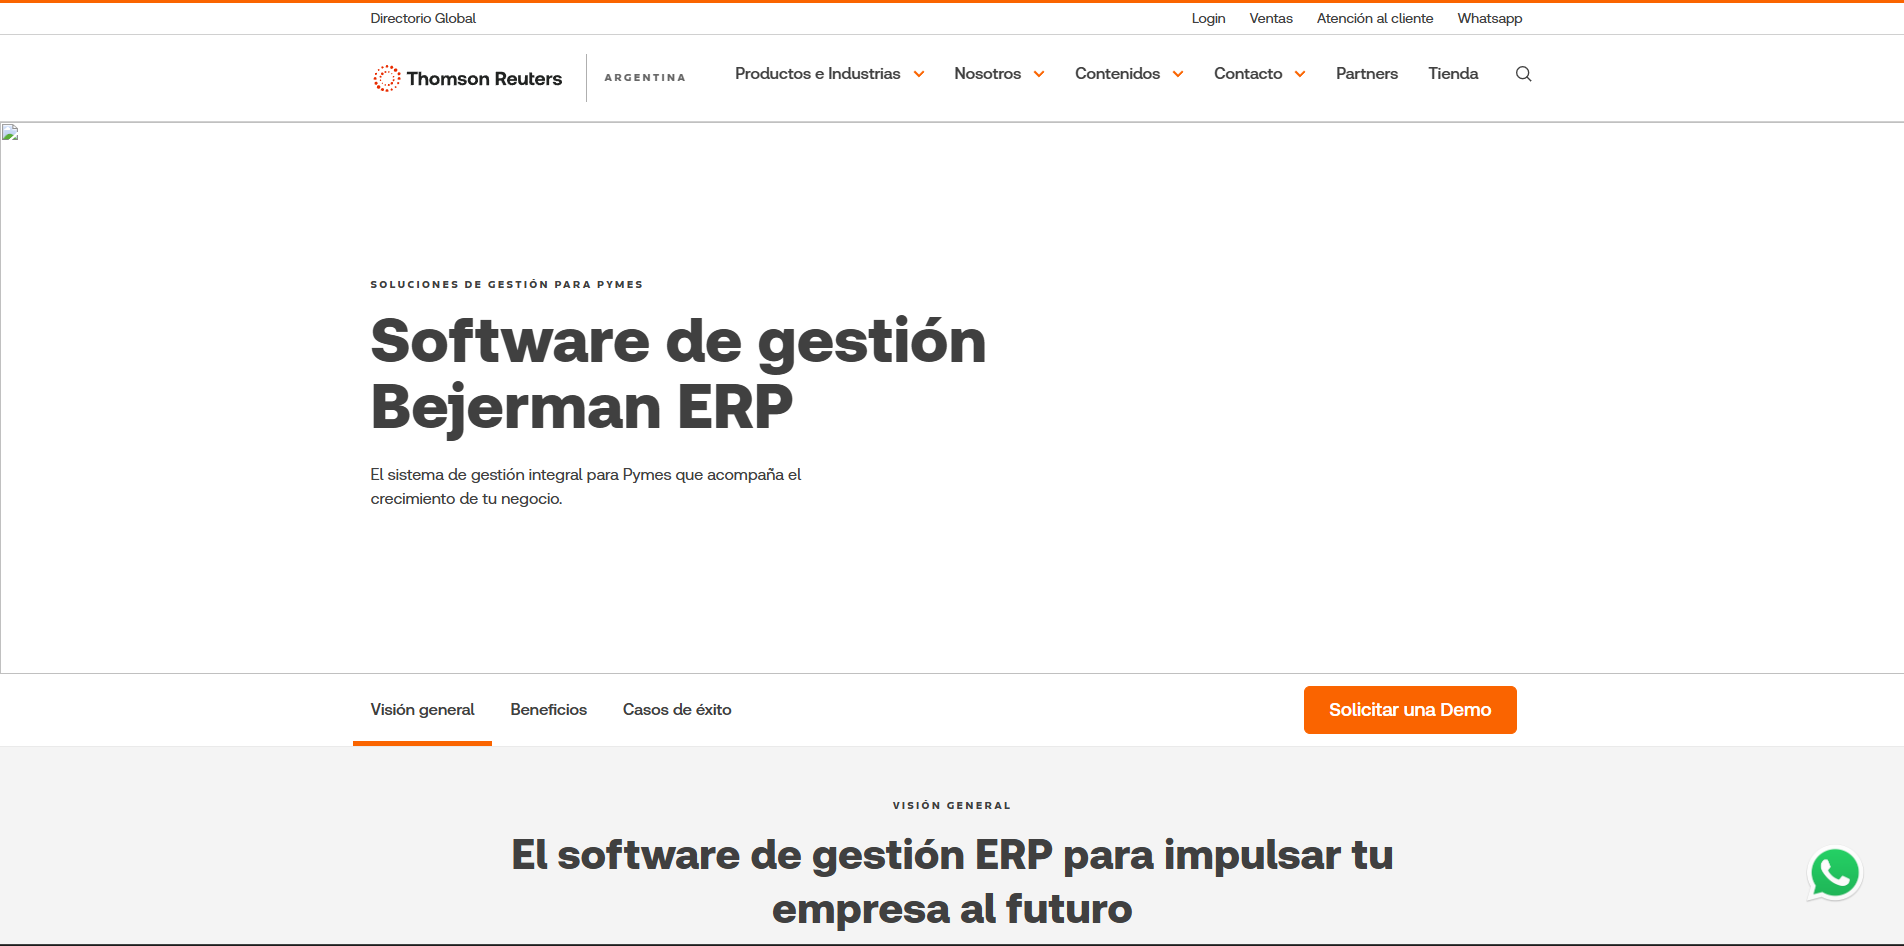 Directorio Global
Login Ventas Atención al cliente Whatsapp
Thomson Reuters ARGENTINA Productos e Industrias Nosotros Contenidos Contacto Partners Tienda
SOLUCIONES DE GESTIÓN PARA PYMES
Software de gestión
Bejerman ERP
El sistema de gestión integral para Pymes que acompaña el
crecimiento de tu negocio.
Visión general Beneficios Casos de éxito Solicitar una Demo
VISIÓN GENERAL
El software de gestión ERP para impulsar tu
empresa al futuro